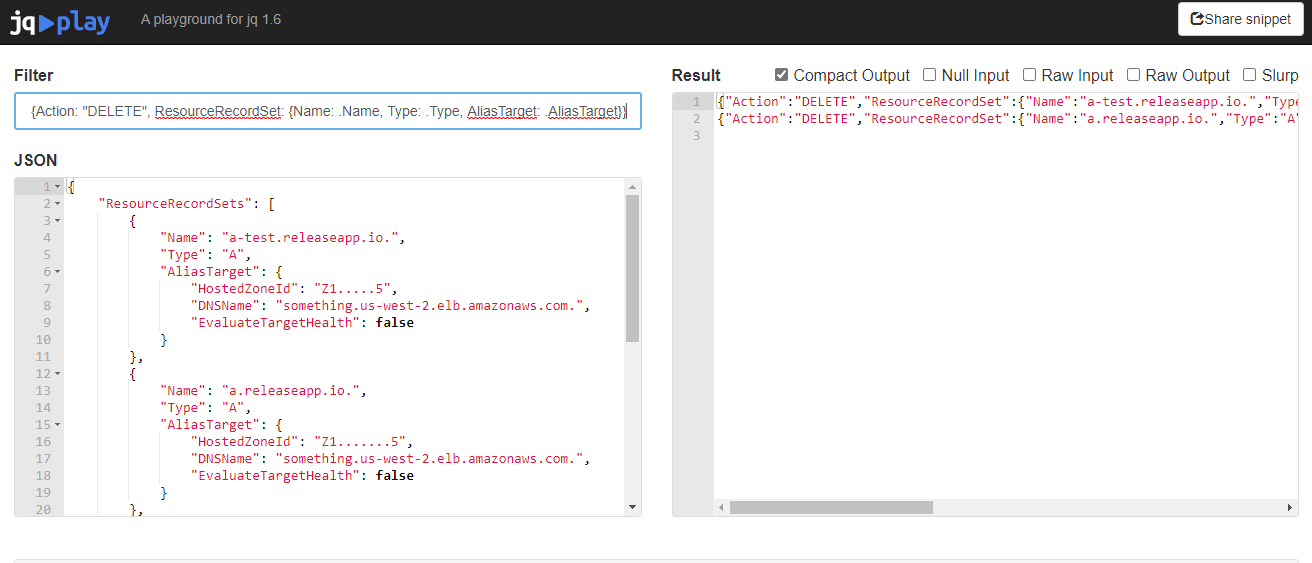 jq play A playground for jq 1.6 Share snippet
Filter
{Action: "DELETE", ResourceRecordSet: {Name: .Name, Type: .Type, AliasTarget: .AliasTarget}}
JSON
1 {
2 "ResourceRecordSets": [
3 {
4 "Name": "a-test.releaseapp.io.",
5 "Type": "A",
6 "AliasTarget": {
7 "HostedZoneId": "Z1.....5",
8 "DNSName": "something.us-west-2.elb.amazonaws.com.",
9 "EvaluateTargetHealth": false
10 }
11 },
12 {
13 "Name": "a.releaseapp.io.",
14 "Type": "A",
15 "AliasTarget": {
16 "HostedZoneId": "Z1.......5",
17 "DNSName": "something.us-west-2.elb.amazonaws.com.",
18 "EvaluateTargetHealth": false
19 }
20 },
Result Compact Output Null Input Raw Input Raw Output Slurp
1 {"Action":"DELETE","ResourceRecordSet":{"Name":"a-test.releaseapp.io.","Type
2 {"Action":"DELETE","ResourceRecordSet":{"Name":"a.releaseapp.io.","Type":"A"
3